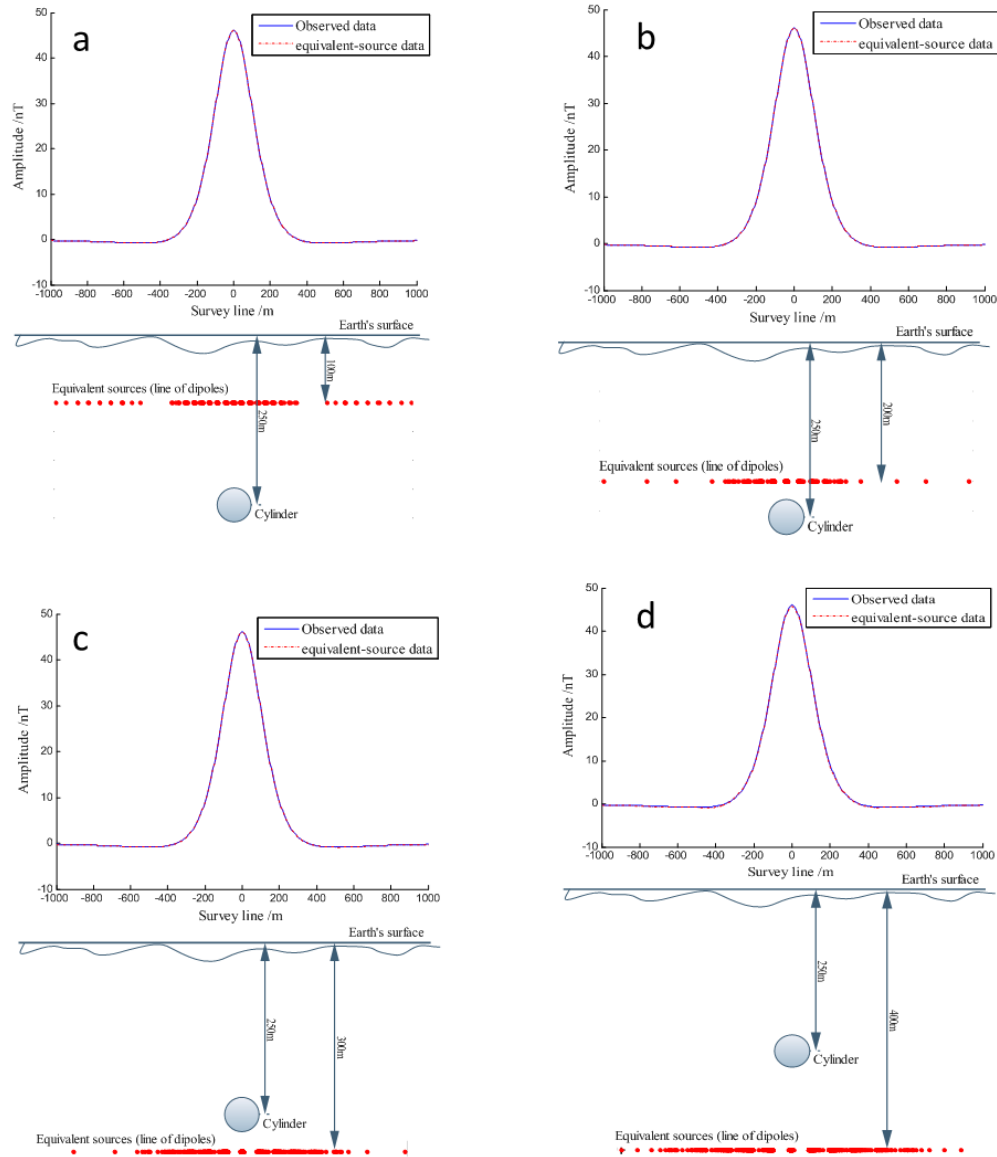 a
Observed data
equivalent-source data
Amplitude /nT
50
40
30
20
10
0
-10
-1000 -800 -600 -400 -200 0 200 400 600 800 1000
Survey line /m
Earth's surface
100m
Equivalent sources (line of dipoles)
250m
Cylinder
b
Observed data
equivalent-source data
Amplitude /nT
50
40
30
20
10
0
-10
-1000 -800 -600 -400 -200 0 200 400 600 800 1000
Survey line /m
Earth's surface
200m
250m
Equivalent sources (line of dipoles)
Cylinder
c
Observed data
equivalent-source data
Amplitude /nT
50
40
30
20
10
0
-10
-1000 -800 -600 -400 -200 0 200 400 600 800 1000
Survey line /m
Earth's surface
250m
300m
Cylinder
Equivalent sources (line of dipoles)
d
Observed data
equivalent-source data
Amplitude /nT
50
40
30
20
10
0
-10
-1000 -800 -600 -400 -200 0 200 400 600 800 1000
Survey line /m
Earth's surface
250m
400m
Cylinder
Equivalent sources (line of dipoles)